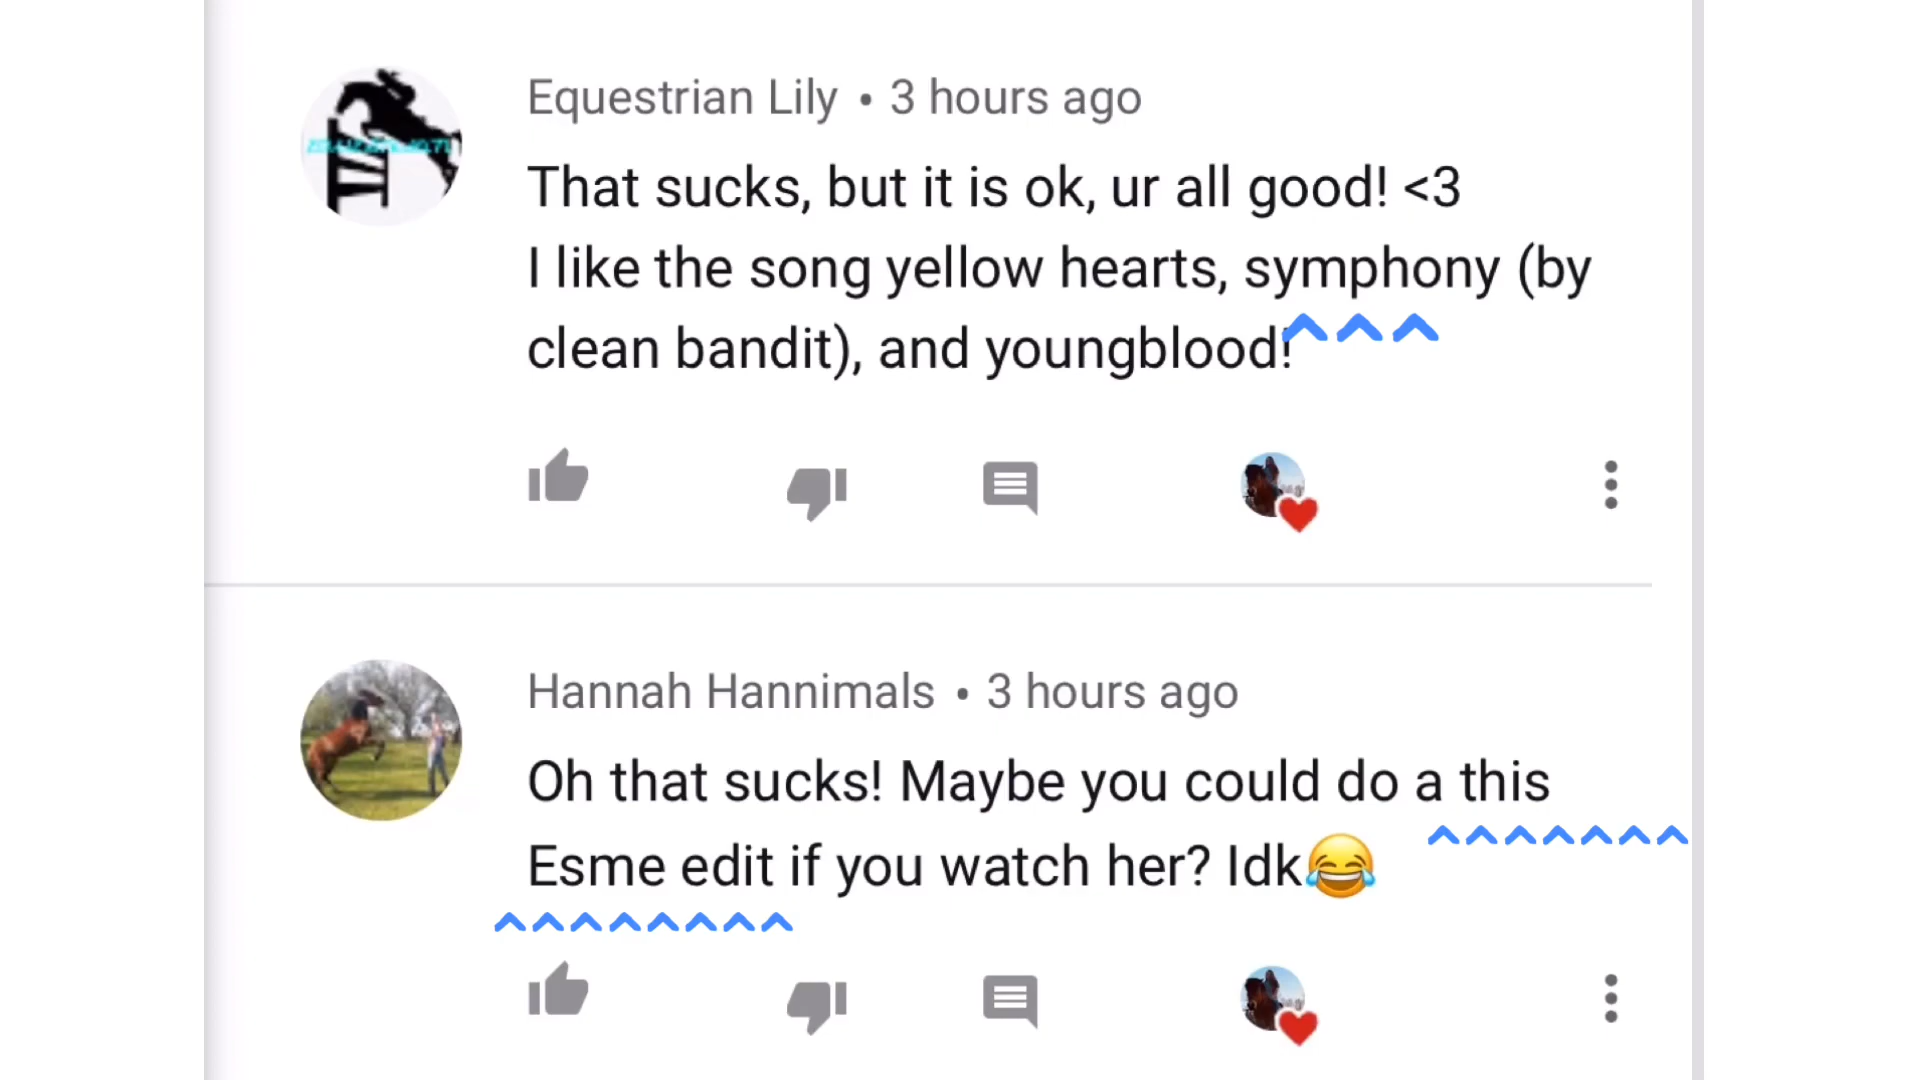 Equestrian Lily • 3 hours ago
That sucks, but it is ok, ur all good! <3
I like the song yellow hearts, symphony (by
clean bandit), and youngblood!
^^^
Hannah Hannimals • 3 hours ago
Oh that sucks! Maybe you could do a this
^^^^^^^
Esme edit if you watch her? Idk😂
^^^^^^^^